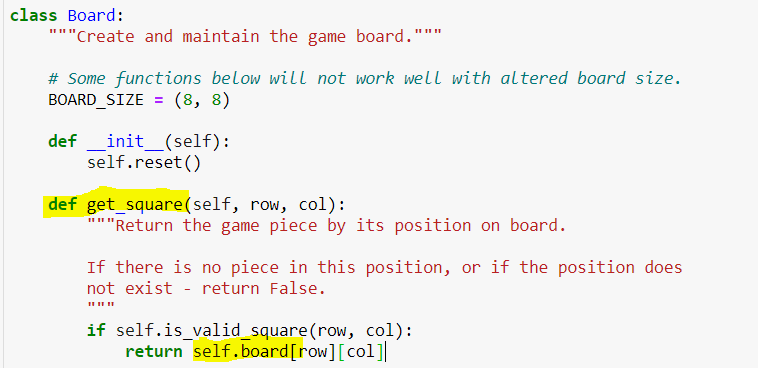 class Board:
    """Create and maintain the game board."""
    # Some functions below will not work well with altered board size.
    BOARD_SIZE = (8, 8)
    def __init__(self):
        self.reset()
    def get_square(self, row, col):
        """Return the game piece by its position on board.
        If there is no piece in this position, or if the position does
        not exist - return False.
        """
        if self.is_valid_square(row, col):
            return self.board[row][col]